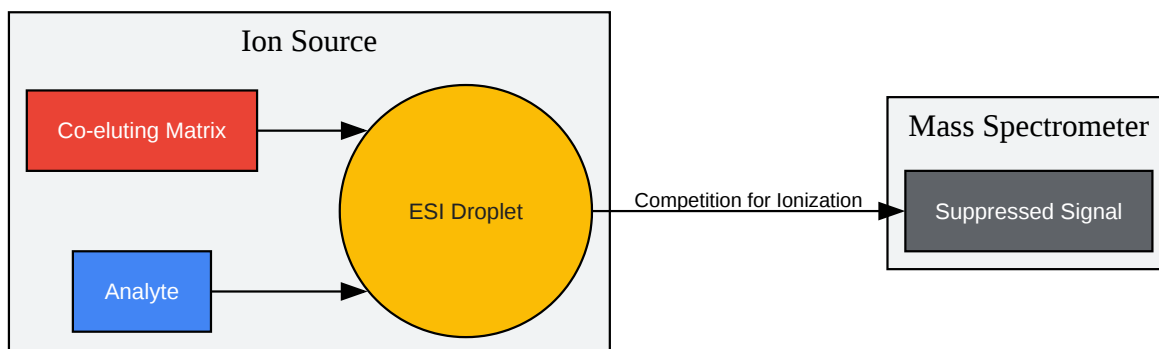 Ion Source
Co-eluting Matrix
Analyte
ESI Droplet
Competition for Ionization
Mass Spectrometer
Suppressed Signal